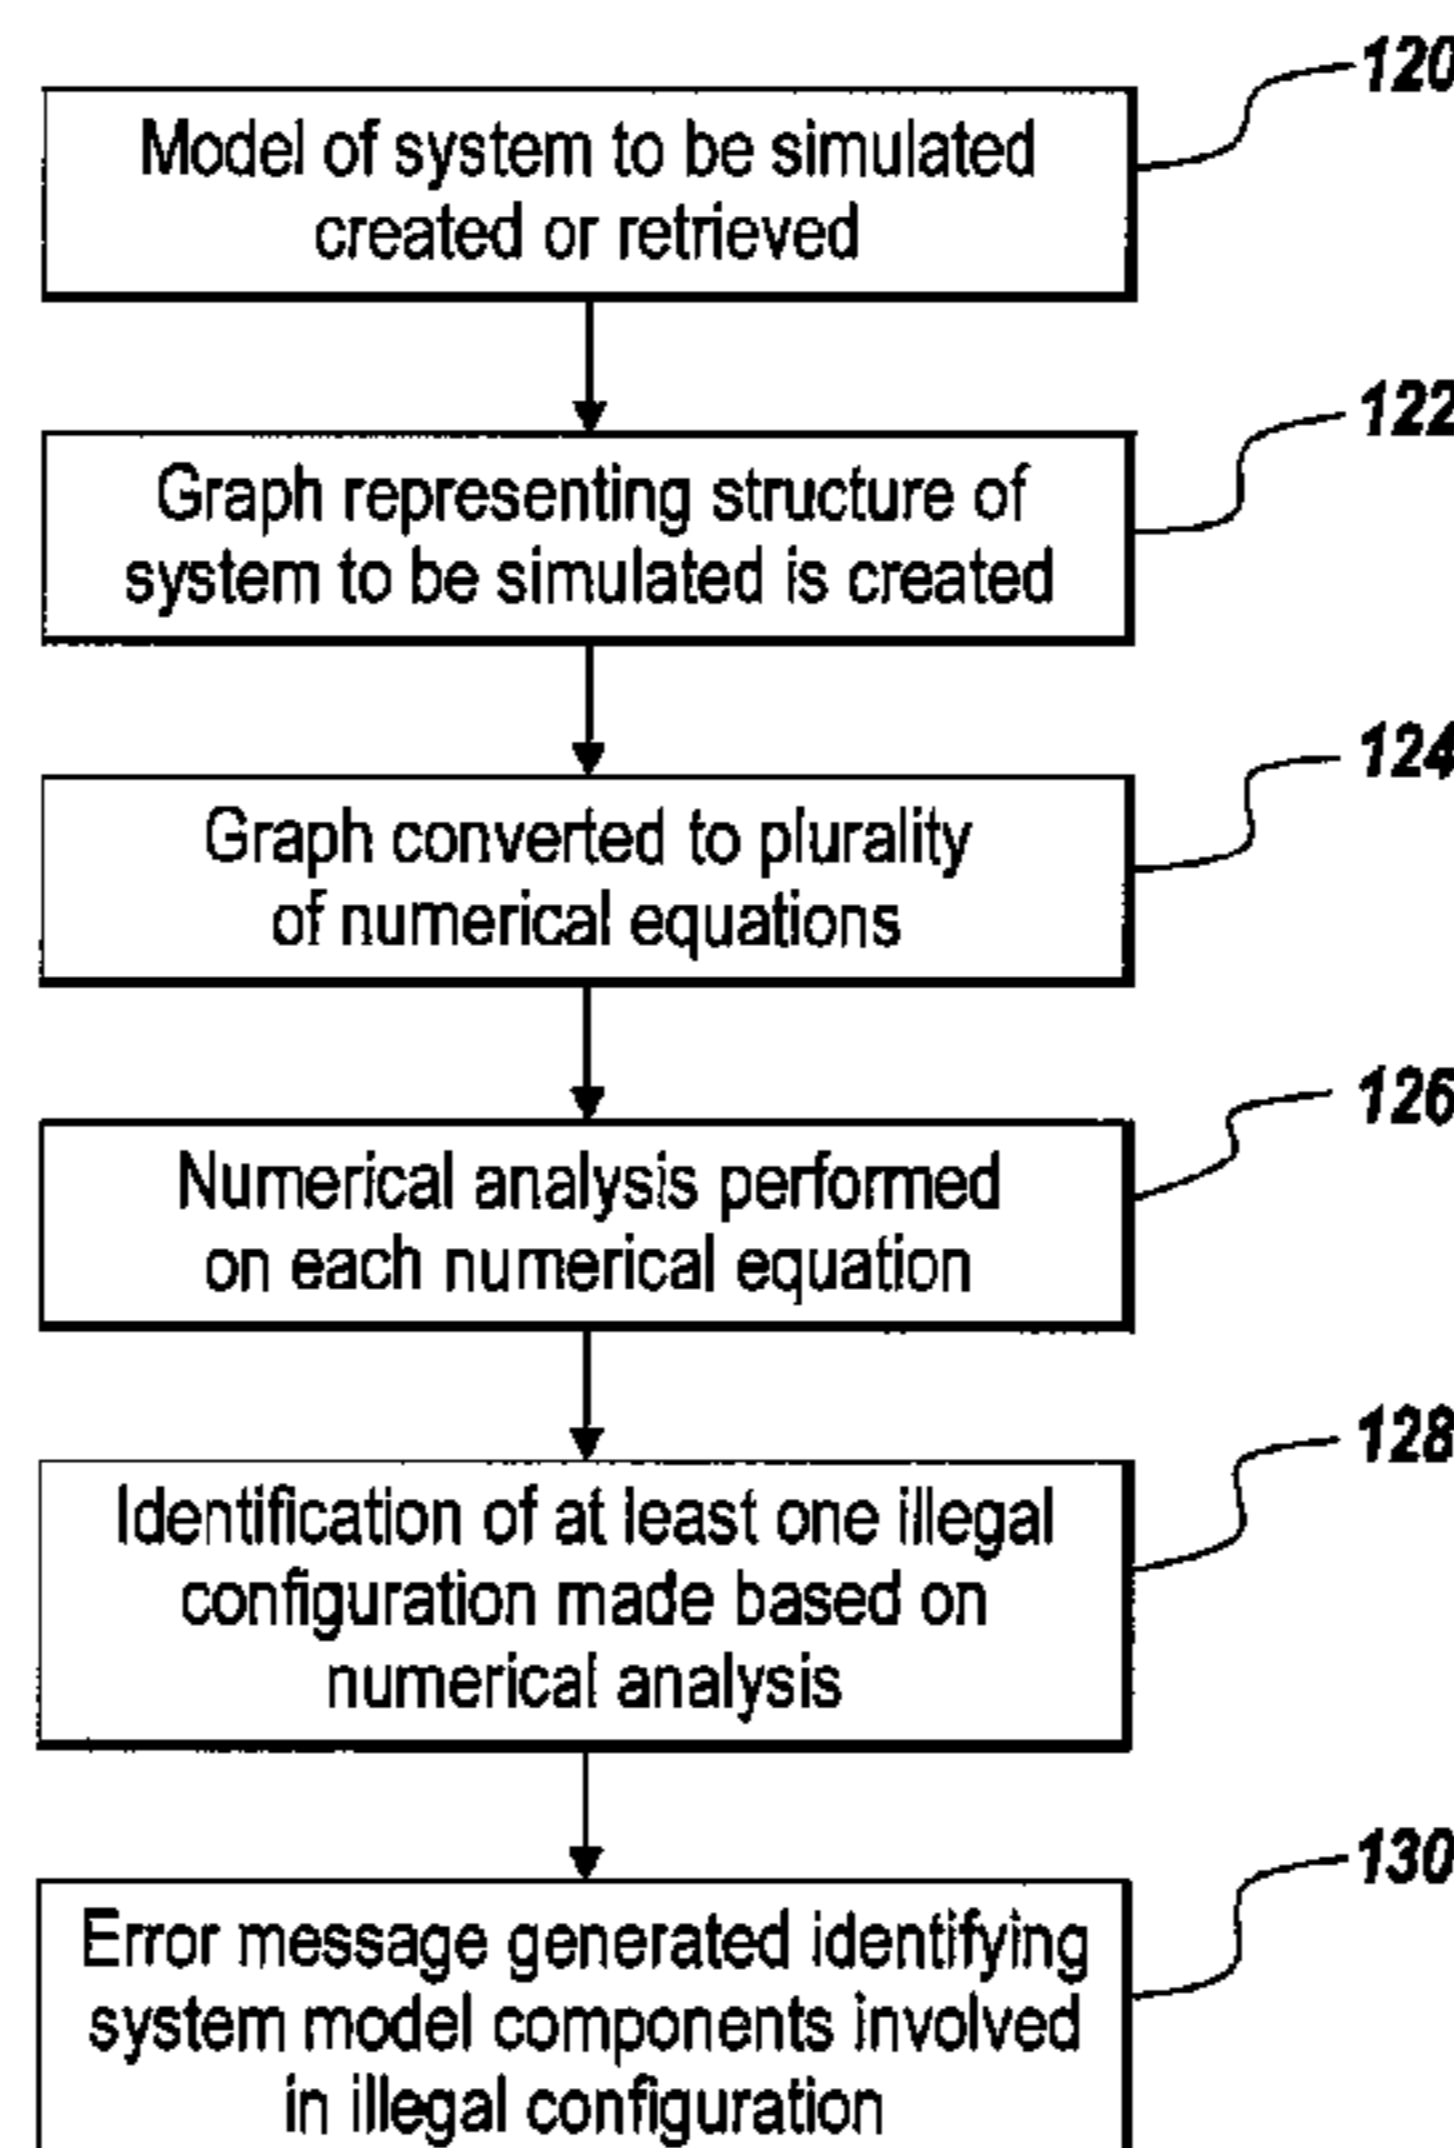 120
Model of system to be simulated
created or retrieved
122
Graph representing structure of
system to be simulated is created
124
Graph converted to plurality
of numerical equations
126
Numerical analysis performed
on each numerical equation
128
Identification of at least one illegal
configuration made based on
numerical analysis
130
Error message generated identifying
system model components involved
in illegal configuration